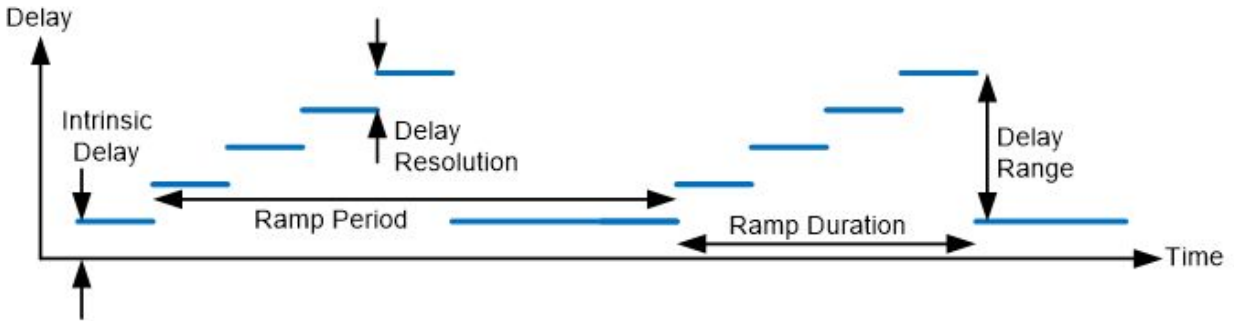 Delay
Intrinsic
Delay
Delay
Resolution
Delay
Range
Ramp Period
Ramp Duration
Time